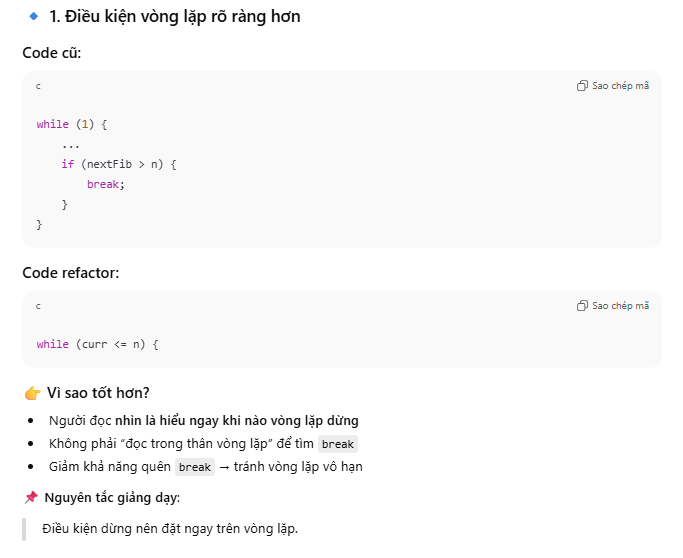 🔹 1. Điều kiện vòng lặp rõ ràng hơn
Code cũ:
c
Sao chép mã
while (1) {
    ...
    if (nextFib > n) {
        break;
    }
}
Code refactor:
c
Sao chép mã
while (curr <= n) {
👉 Vì sao tốt hơn?
• Người đọc nhìn là hiểu ngay khi nào vòng lặp dừng
• Không phải “đọc trong thân vòng lặp” để tìm break
• Giảm khả năng quên break → tránh vòng lặp vô hạn
📌 Nguyên tắc giảng dạy:
Điều kiện dừng nên đặt ngay trên vòng lặp.